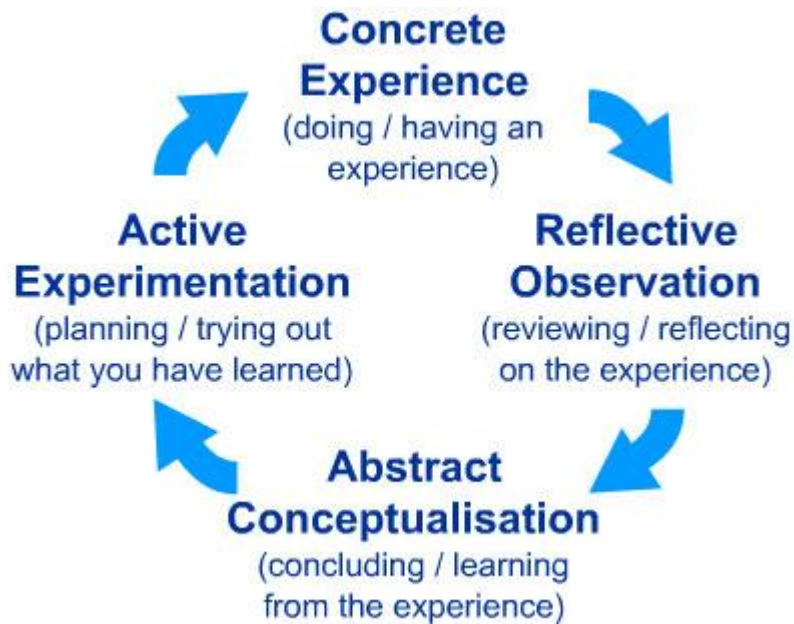 Concrete
Experience
(doing / having an
experience)
Reflective
Observation
(reviewing / reflecting
on the experience)
Abstract
Conceptualisation
(concluding / learning
from the experience)
Active
Experimentation
(planning / trying out
what you have learned)